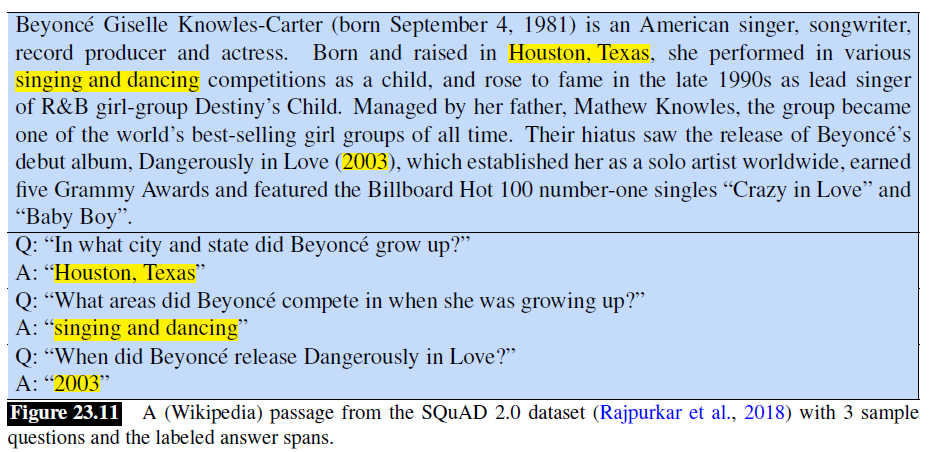 Beyoncé Giselle Knowles-Carter (born September 4, 1981) is an American singer, songwriter,
record producer and actress. Born and raised in Houston, Texas, she performed in various
singing and dancing competitions as a child, and rose to fame in the late 1990s as lead singer
of R&B girl-group Destiny’s Child. Managed by her father, Mathew Knowles, the group became
one of the world’s best-selling girl groups of all time. Their hiatus saw the release of Beyoncé’s
debut album, Dangerously in Love (2003), which established her as a solo artist worldwide, earned
five Grammy Awards and featured the Billboard Hot 100 number-one singles “Crazy in Love” and
“Baby Boy”.
Q: “In what city and state did Beyoncé grow up?”
A: “Houston, Texas”
Q: “What areas did Beyoncé compete in when she was growing up?”
A: “singing and dancing”
Q: “When did Beyoncé release Dangerously in Love?”
A: “2003”
Figure 23.11 A (Wikipedia) passage from the SQuAD 2.0 dataset (Rajpurkar et al., 2018) with 3 sample
questions and the labeled answer spans.